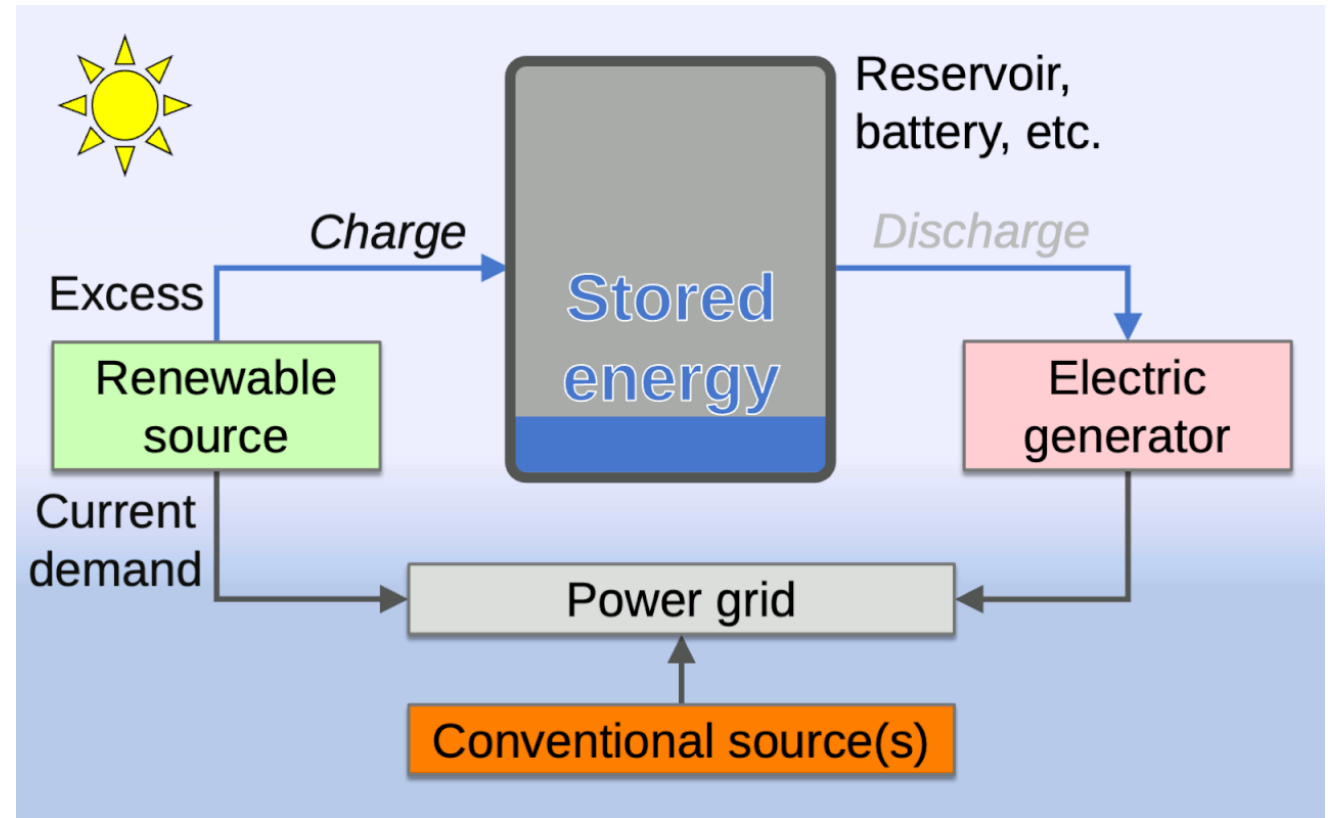 Reservoir,
battery, etc.
Charge
Discharge
Excess
Stored
energy
Renewable
source
Electric
generator
Current
demand
Power grid
Conventional source(s)